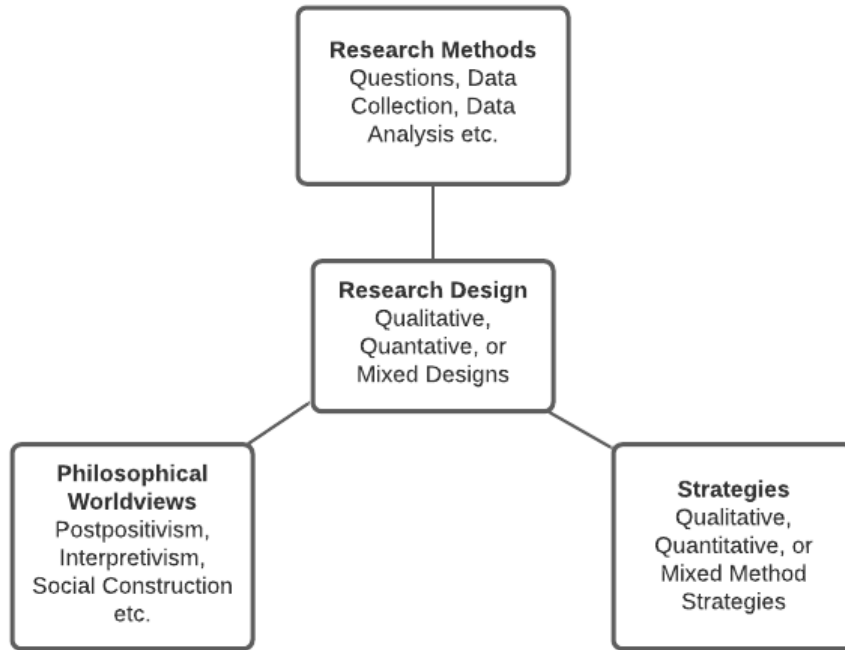 Research Methods
Questions, Data
Collection, Data
Analysis etc.
Research Design
Qualitative,
Quantative, or
Mixed Designs
Philosophical
Worldviews
Postpositivism,
Interpretivism,
Social Construction
etc.
Strategies
Qualitative,
Quantitative, or
Mixed Method
Strategies